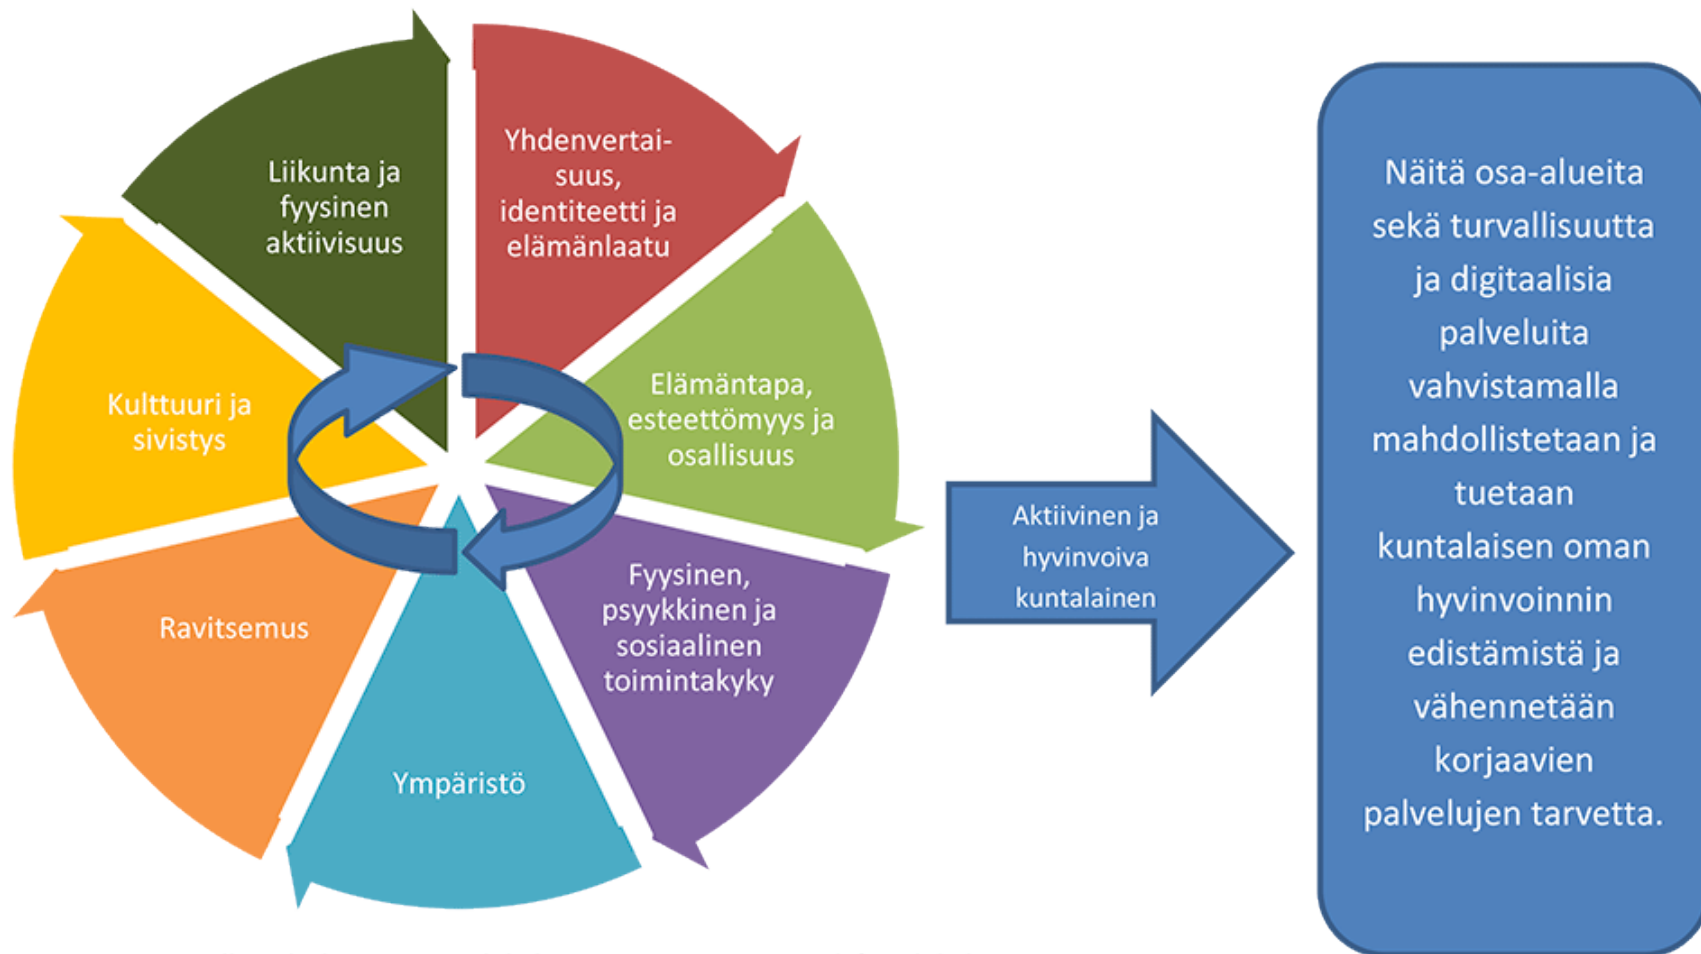 Liikunta ja
fyysinen
aktiivisuus
Yhdenvertai-
suus,
identiteetti ja
elämänlaatu
Elämäntapa,
esteettömyys ja
osallisuus
Fyysinen,
psyykkinen ja
sosiaalinen
toimintakyky
Ympäristö
Ravitsemus
Kulttuuri ja
sivistys
Aktiivinen ja
hyvinvoiva
kuntalainen
Näitä osa-alueita
sekä turvallisuutta
ja digitaalisia
palveluita
vahvistamalla
mahdollistetaan ja
tuetaan
kuntalaisen oman
hyvinvoinnin
edistämistä ja
vähennetään
korjaavien
palvelujen tarvetta.